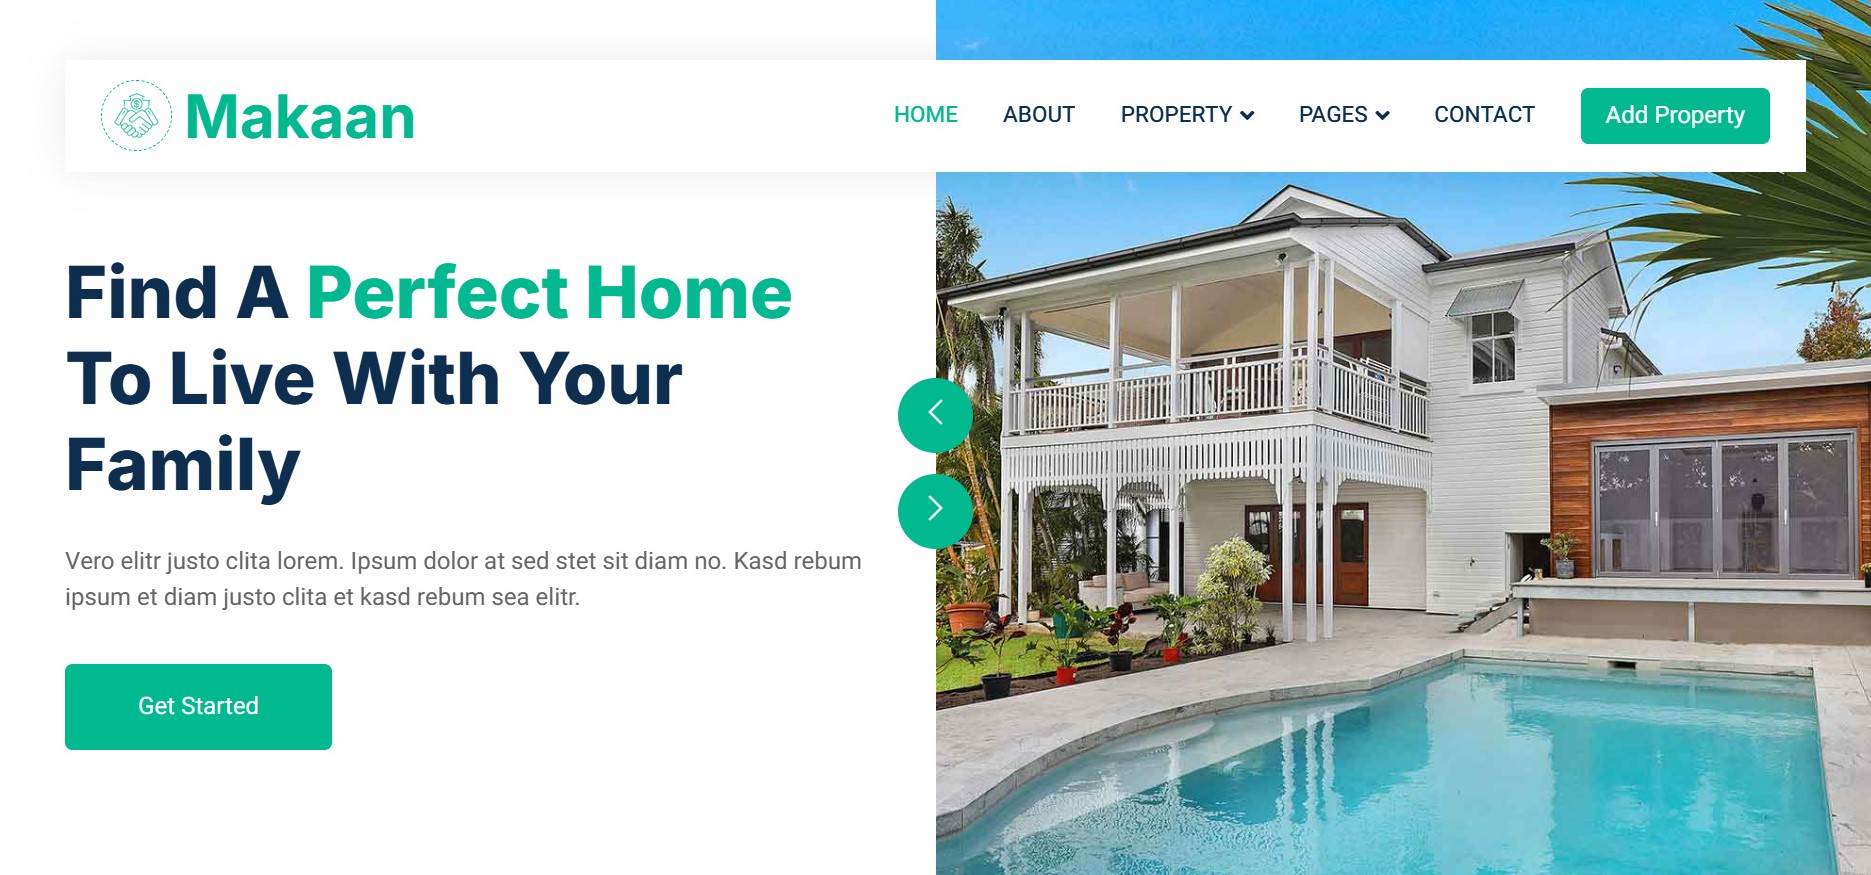 Makaan
HOME ABOUT PROPERTY PAGES CONTACT Add Property
Find A Perfect Home
To Live With Your
Family
Vero elitr justo clita lorem. Ipsum dolor at sed stet sit diam no. Kasd rebum
ipsum et diam justo clita et kasd rebum sea elitr.
Get Started